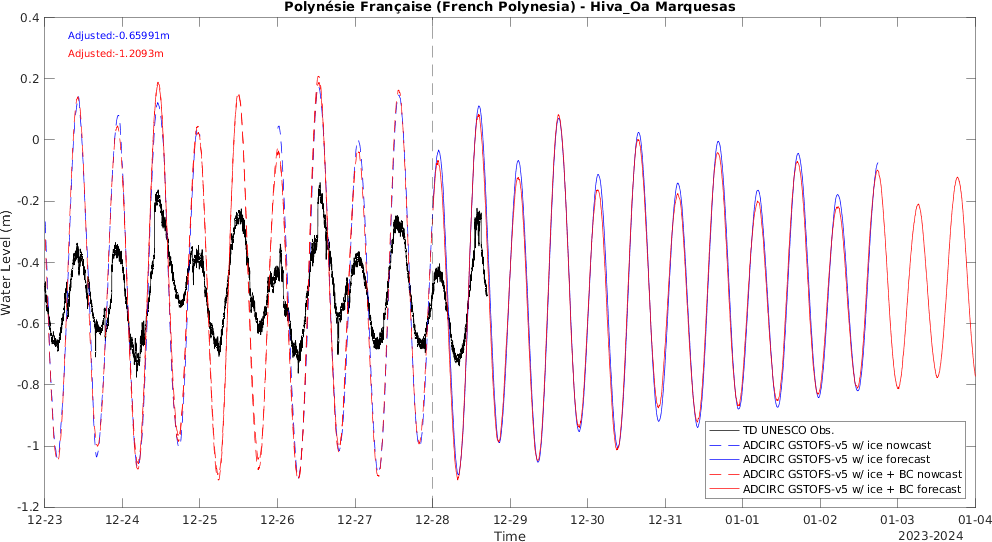 Polynésie Française (French Polynesia) - Hiva_Oa Marquesas
Adjusted:-0.65991m
Adjusted:-1.2093m
Water Level (m)
0.4
0.2
0
-0.2
-0.4
-0.6
-0.8
-1
-1.2
TD UNESCO Obs.
ADCIRC GSTOFS-v5 w/ ice nowcast
ADCIRC GSTOFS-v5 w/ ice forecast
ADCIRC GSTOFS-v5 w/ ice + BC nowcast
ADCIRC GSTOFS-v5 w/ ice + BC forecast
12-23 12-24 12-25 12-26 12-27 12-28 12-29 12-30 12-31 01-01 01-02 01-03 01-04
Time
2023-2024